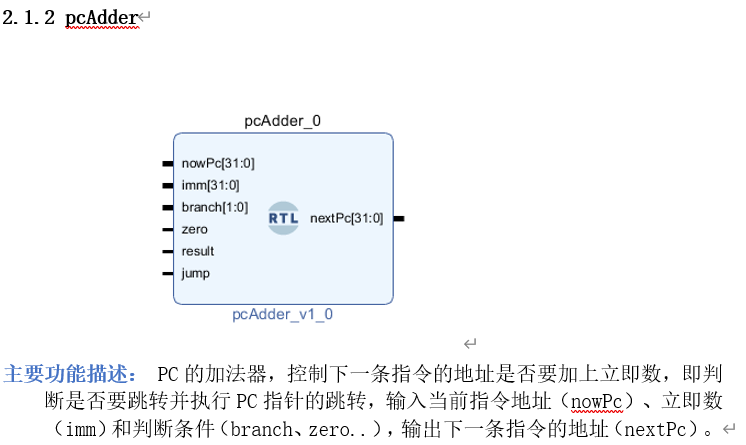 2.1.2 pcAdder
pcAdder_0
nowPc[31:0]
imm[31:0]
branch[1:0]
zero
result
jump
RTL
nextPc[31:0]
pcAdder_v1_0
主要功能描述： PC 的加法器，控制下一条指令的地址是否要加上立即数，即判
断是否要跳转并执行 PC 指针的跳转，输入当前指令地址（nowPc）、立即数
（imm）和判断条件（branch、zero..），输出下一条指令的地址（nextPc）。